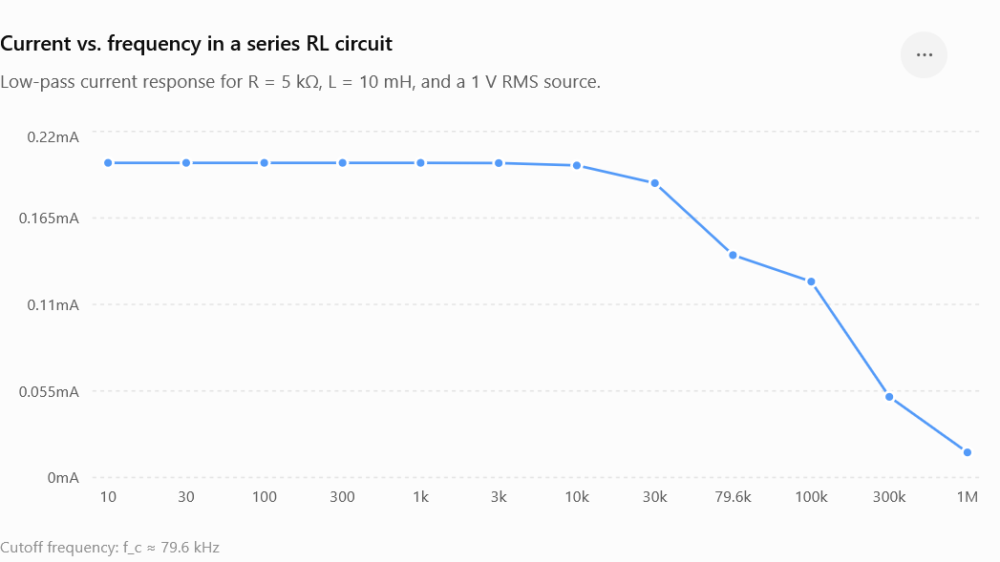 Current vs. frequency in a series RL circuit
...
Low-pass current response for R = 5 kΩ, L = 10 mH, and a 1 V RMS source.
0.22mA
0.165mA
0.11mA
0.055mA
0mA
10 30 100 300 1k 3k 10k 30k 79.6k 100k 300k 1M
Cutoff frequency: f_c ≈ 79.6 kHz